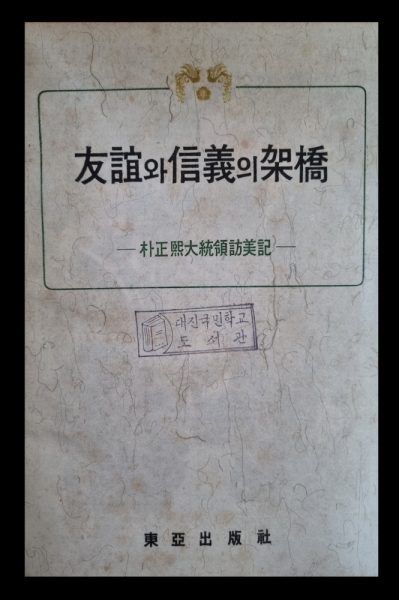 友誼와信義의架橋
—朴正熙大統領訪美記—
대진국민학교
도서관
東亞出版社